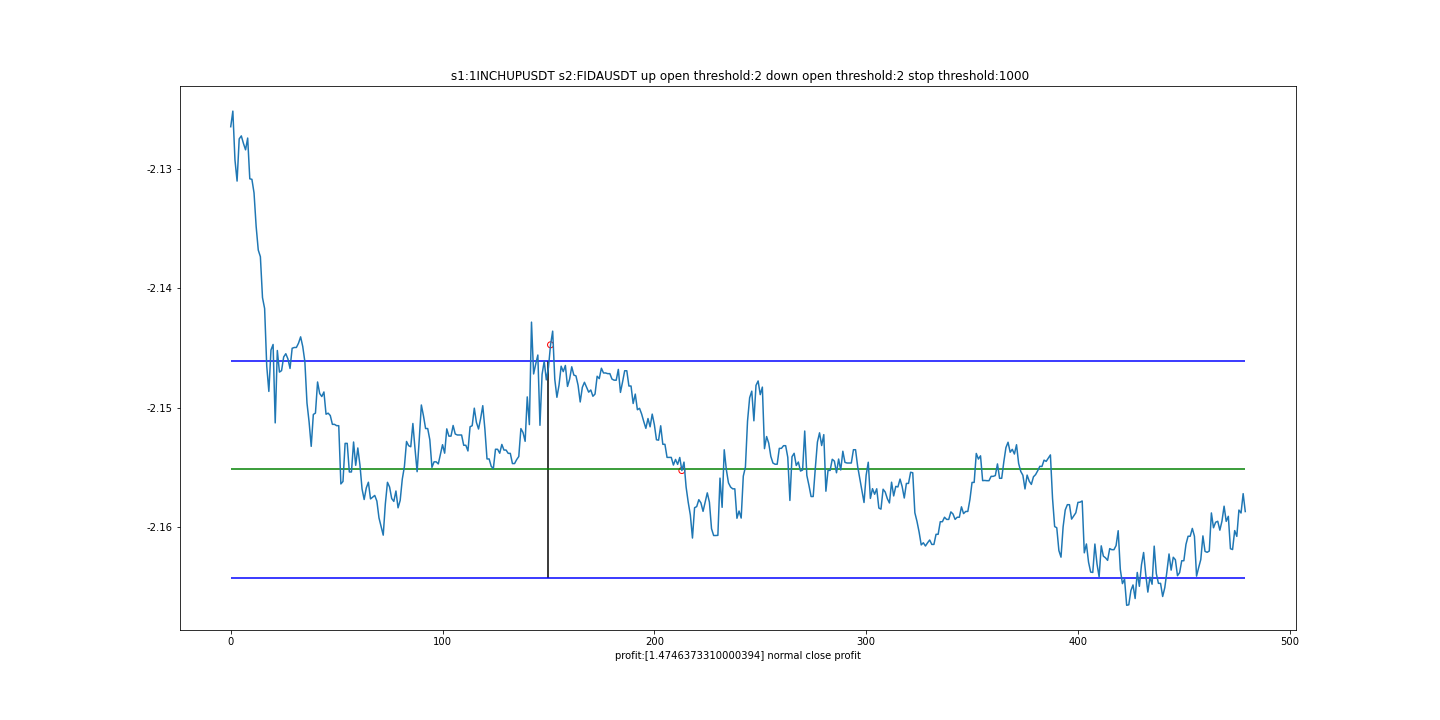 s1:1INCHUPUSDT s2:FIDAUSDT up open threshold:2 down open threshold:2 stop threshold:1000
-2.13
-2.14
-2.15
-2.16
0 100 200 300 400 500
profit:[1.4746373310000394] normal close profit